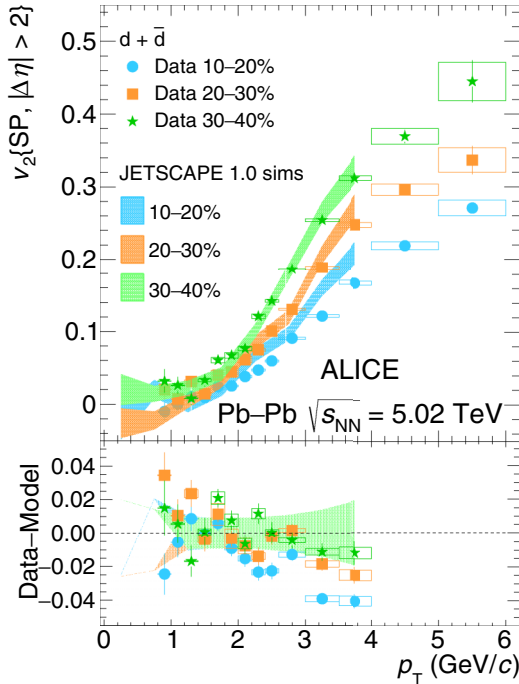 v₂{SP, |Δη| > 2}
0.5
0.4
0.3
0.2
0.1
0
d + d̅
Data 10–20%
Data 20–30%
Data 30–40%
JETSCAPE 1.0 sims
10–20%
20–30%
30–40%
ALICE
Pb–Pb √s_NN = 5.02 TeV
Data–Model
0.04
0.02
0.00
−0.02
−0.04
0 1 2 3 4 5 6
p_T (GeV/c)